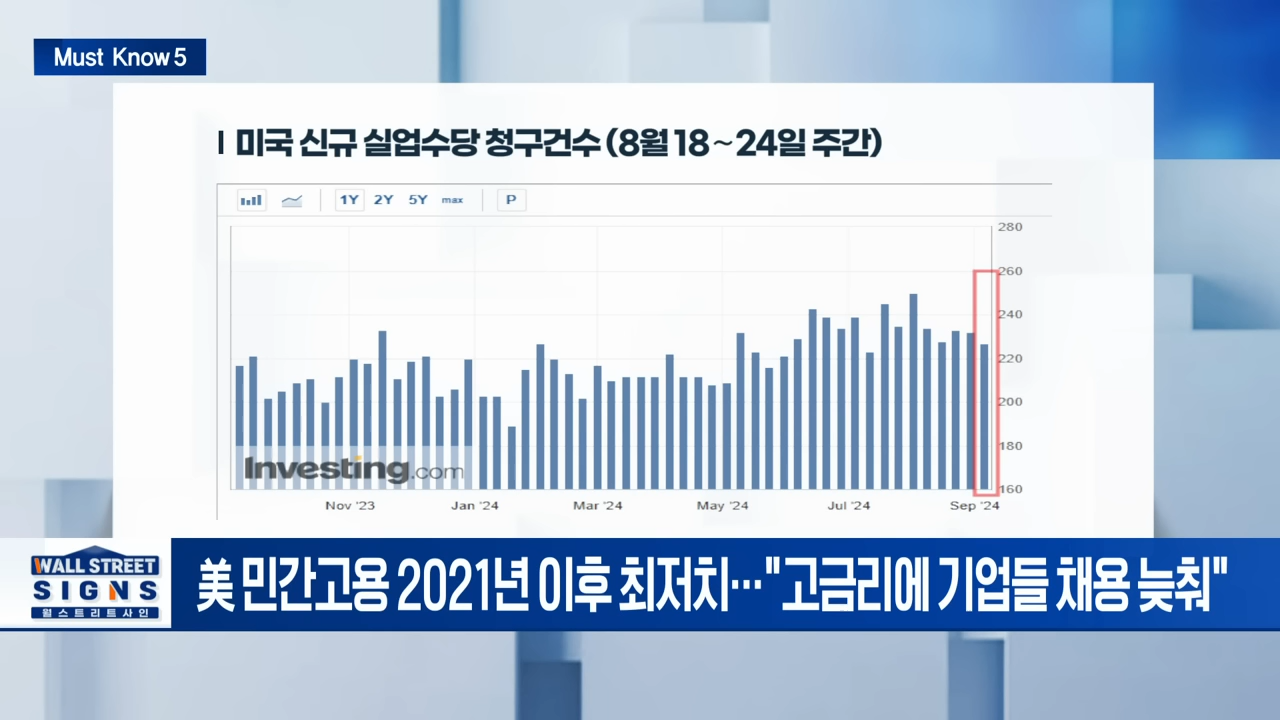 Must Know 5
미국 신규 실업수당 청구건수 (8월 18~24일 주간)
1Y 2Y 5Y max P
280
260
240
220
200
180
160
Investing.com
Nov '23 Jan '24 Mar '24 May '24 Jul '24 Sep '24
WALL STREET
SIGNS
월스트리트사인
美 민간고용 2021년 이후 최저치…"고금리에 기업들 채용 늦춰"